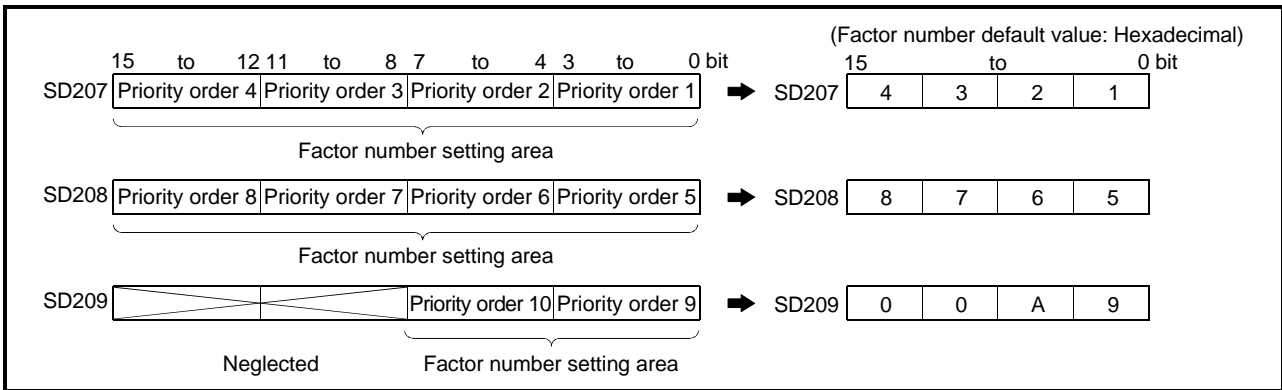 (Factor number default value: Hexadecimal)
15 to 12 11 to 8 7 to 4 3 to 0 bit
15 to 0 bit
SD207 Priority order 4 Priority order 3 Priority order 2 Priority order 1 ➡ SD207 4 3 2 1
Factor number setting area
SD208 Priority order 8 Priority order 7 Priority order 6 Priority order 5 ➡ SD208 8 7 6 5
Factor number setting area
SD209 Priority order 10 Priority order 9 ➡ SD209 0 0 A 9
Neglected Factor number setting area